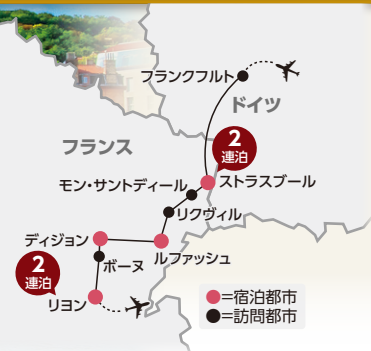 フランクフルト
ドイツ
フランス
2
連泊
モン・サントディール
ストラスブール
リクヴィル
ディジョン
ルファッシュ
ボーヌ
2
連泊
リヨン
●=宿泊都市
●=訪問都市